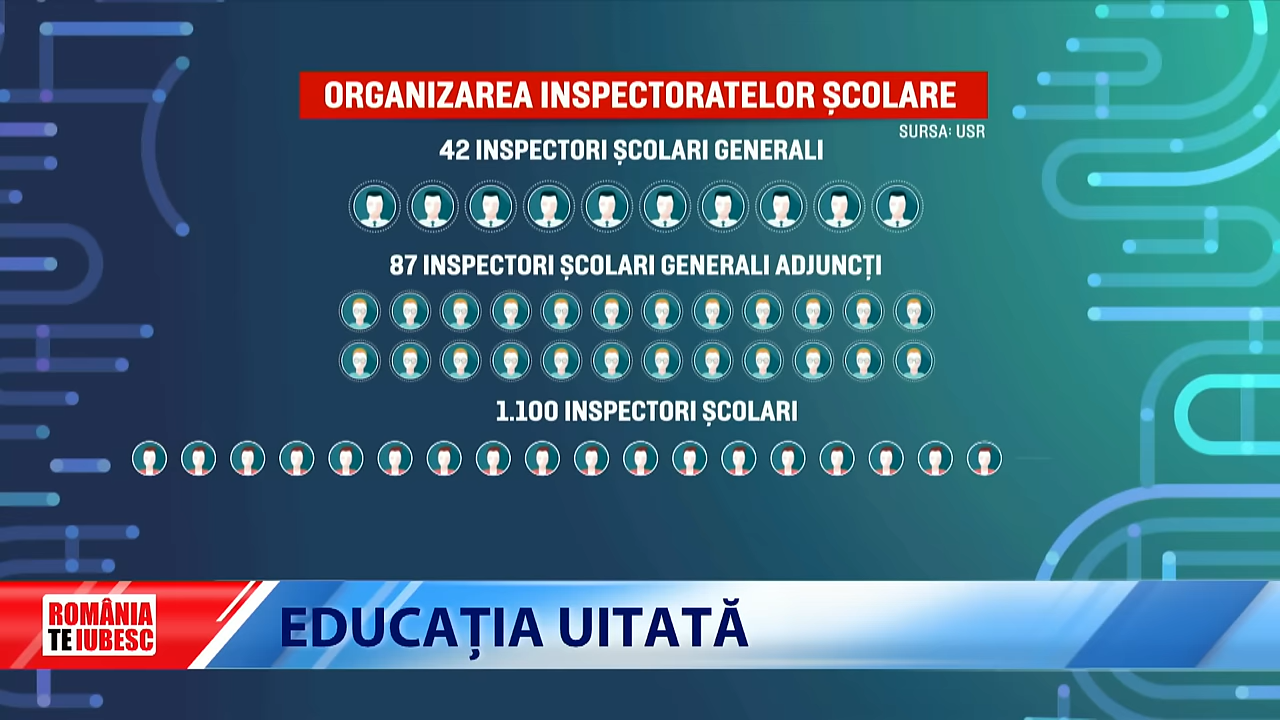 ORGANIZAREA INSPECTORATELOR ȘCOLARE
SURSA: USR
42 INSPECTORI ȘCOLARI GENERALI
87 INSPECTORI ȘCOLARI GENERALI ADJUNCȚI
1.100 INSPECTORI ȘCOLARI
ROMÂNIA
TE IUBESC
EDUCAȚIA UITATĂ